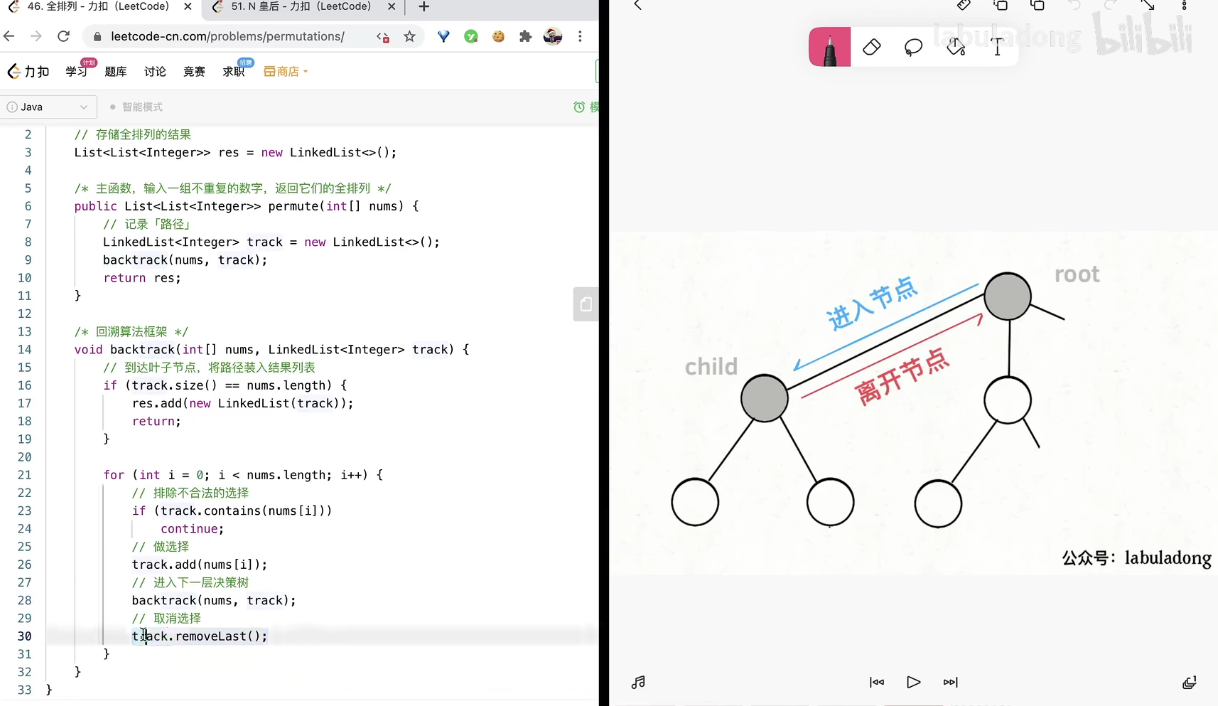 46. 全排列 - 力扣（LeetCode）
51. N 皇后 - 力扣（LeetCode）
leetcode-cn.com/problems/permutations/
力扣 学习 计划 题库 讨论 竞赛 求职 招聘 商店
Java 智能模式 模
2 // 存储全排列的结果
3 List<List<Integer>> res = new LinkedList<>();
4
5 /* 主函数，输入一组不重复的数字，返回它们的全排列 */
6 public List<List<Integer>> permute(int[] nums) {
7 // 记录「路径」
8 LinkedList<Integer> track = new LinkedList<>();
9 backtrack(nums, track);
10 return res;
11 }
12
13 /* 回溯算法框架 */
14 void backtrack(int[] nums, LinkedList<Integer> track) {
15 // 到达叶子节点，将路径装入结果列表
16 if (track.size() == nums.length) {
17 res.add(new LinkedList(track));
18 return;
19 }
20
21 for (int i = 0; i < nums.length; i++) {
22 // 排除不合法的选择
23 if (track.contains(nums[i]))
24 continue;
25 // 做选择
26 track.add(nums[i]);
27 // 进入下一层决策树
28 backtrack(nums, track);
29 // 取消选择
30 track.removeLast();
31 }
32 }
33 }
labuladong bilibili
T
root
进入节点
child
离开节点
公众号：labuladong